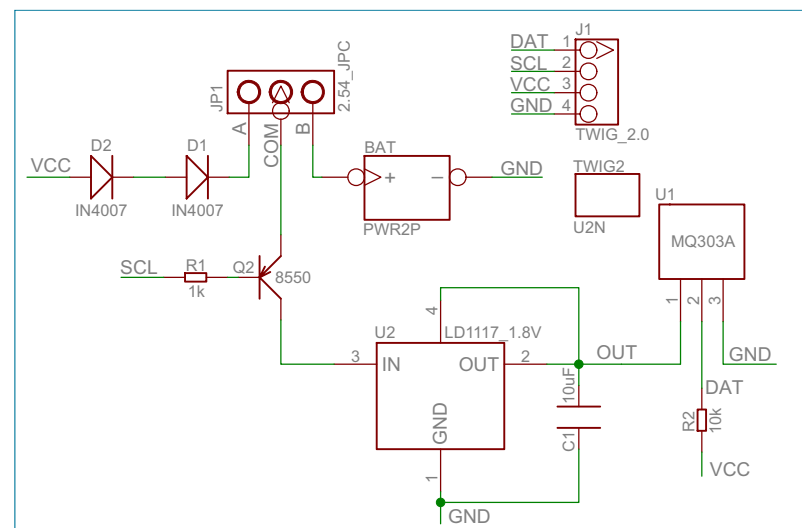 J1
DAT 1
SCL 2
VCC 3
GND 4
TWIG_2.0
JP1
2.54_JPC
A
COM
B
D2
D1
VCC
IN4007
IN4007
BAT
+ −
GND
PWR2P
TWIG2
U2N
U1
MQ303A
1 2 3
SCL
R1
1k
Q2
8550
U2
4
LD1117_1.8V
3 IN
OUT 2
GND
1
OUT
10uF
C1
GND
DAT
R2
10k
VCC
GND